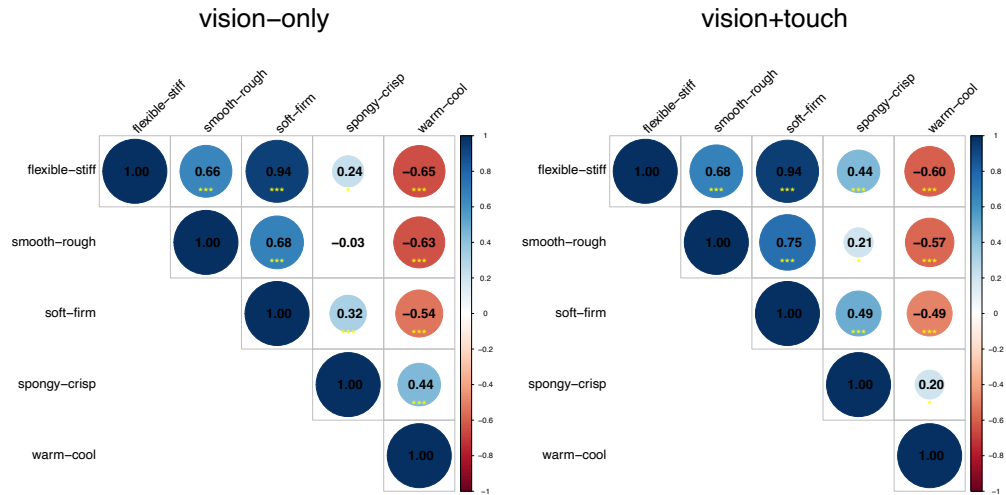 vision−only
flexible−stiff
smooth−rough
soft−firm
spongy−crisp
warm−cool
flexible−stiff 1.00 0.66 0.94 0.24 −0.65
*** *** * ***
smooth−rough 1.00 0.68 −0.03 −0.63
*** ***
soft−firm 1.00 0.32 −0.54
*** ***
spongy−crisp 1.00 0.44
***
warm−cool 1.00
1
0.8
0.6
0.4
0.2
0
−0.2
−0.4
−0.6
−0.8
−1
vision+touch
flexible−stiff
smooth−rough
soft−firm
spongy−crisp
warm−cool
flexible−stiff 1.00 0.68 0.94 0.44 −0.60
*** *** *** ***
smooth−rough 1.00 0.75 0.21 −0.57
*** * ***
soft−firm 1.00 0.49 −0.49
*** ***
spongy−crisp 1.00 0.20
*
warm−cool 1.00
1
0.8
0.6
0.4
0.2
0
−0.2
−0.4
−0.6
−0.8
−1